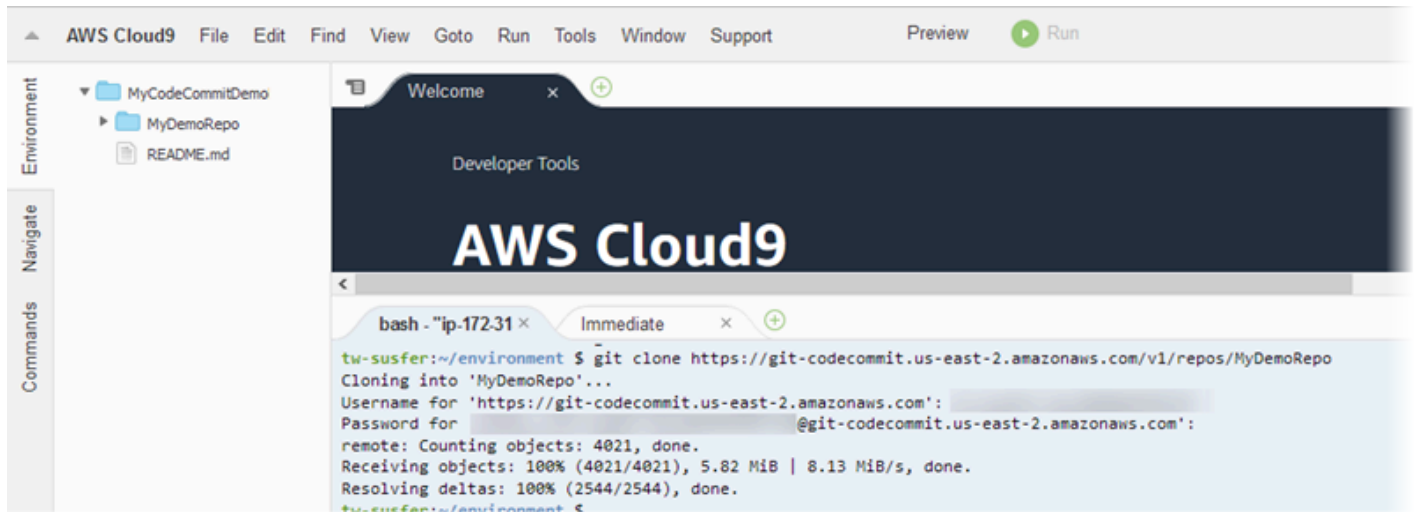 AWS Cloud9 File Edit Find View Goto Run Tools Window Support Preview Run
Environment
Navigate
Commands
MyCodeCommitDemo
MyDemoRepo
README.md
Welcome
Developer Tools
AWS Cloud9
bash - "ip-172-31 Immediate
tw-susfer:~/environment $ git clone https://git-codecommit.us-east-2.amazonaws.com/v1/repos/MyDemoRepo
Cloning into 'MyDemoRepo'...
Username for 'https://git-codecommit.us-east-2.amazonaws.com':
Password for @git-codecommit.us-east-2.amazonaws.com':
remote: Counting objects: 4021, done.
Receiving objects: 100% (4021/4021), 5.82 MiB | 8.13 MiB/s, done.
Resolving deltas: 100% (2544/2544), done.
tw-susfer:~/environment $